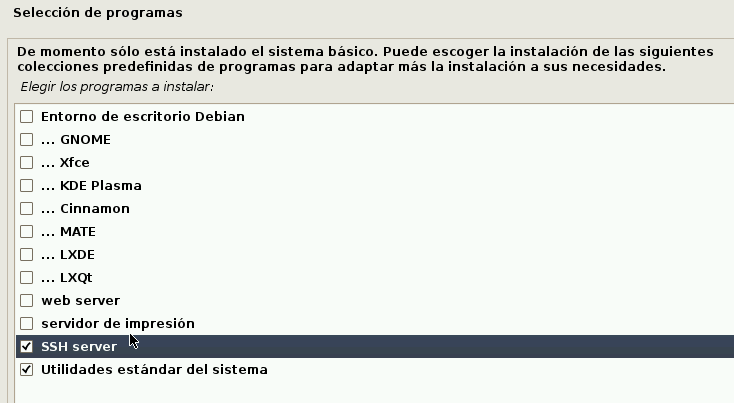 Selección de programas
De momento sólo está instalado el sistema básico. Puede escoger la instalación de las siguientes
colecciones predefinidas de programas para adaptar más la instalación a sus necesidades.
Elegir los programas a instalar:
Entorno de escritorio Debian
... GNOME
... Xfce
... KDE Plasma
... Cinnamon
... MATE
... LXDE
... LXQt
web server
servidor de impresión
SSH server
Utilidades estándar del sistema